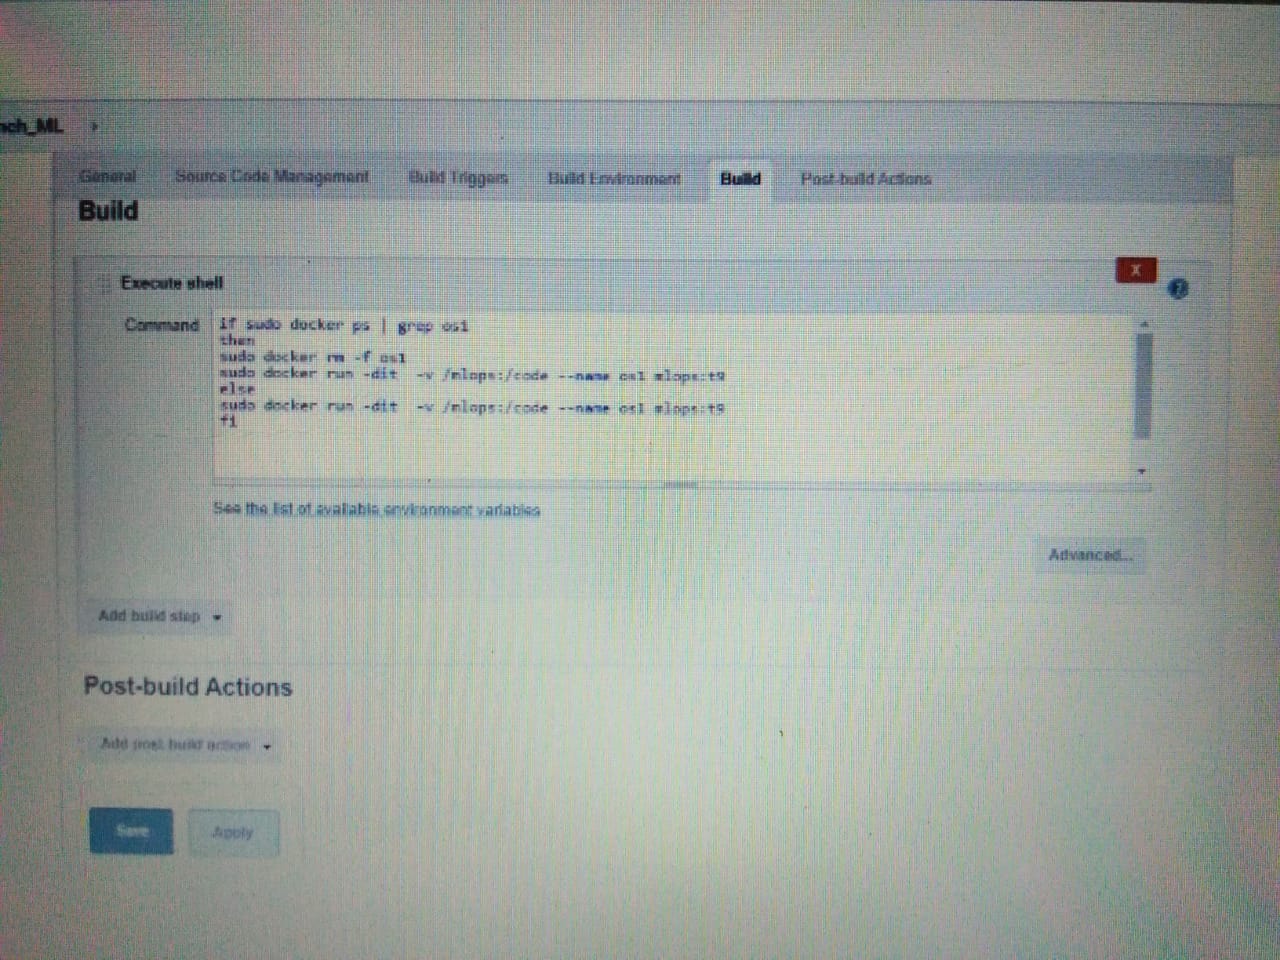 ach_ML
General Source Code Management Build Triggers Build Environment Build Post-build Actions
Build
X
Execute shell
Command
if sudo docker ps | grep os1
then
sudo docker rm -f os1
sudo docker run -dit -v /mlops:/code --name os1 mlops:t9
else
sudo docker run -dit -v /mlops:/code --name os1 mlops:t9
fi
See the list of available environment variables
Advanced...
Add build step
Post-build Actions
Add post-build action
Save Apply